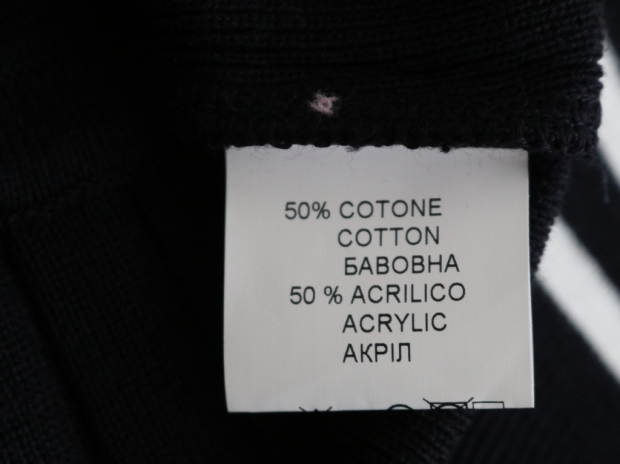 50% COTONE
COTTON
БАВОВНА
50 % ACRILICO
ACRYLIC
АКРІЛ